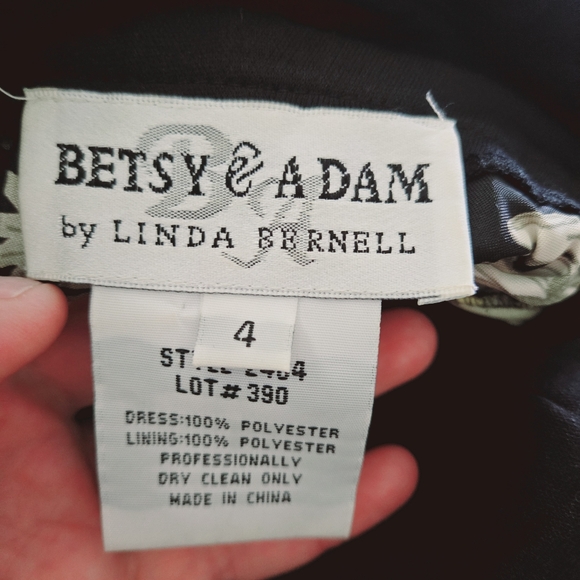 BETSY & ADAM
by LINDA BERNELL
4
LOT# 390
DRESS:100% POLYESTER
LINING:100% POLYESTER
PROFESSIONALLY
DRY CLEAN ONLY
MADE IN CHINA